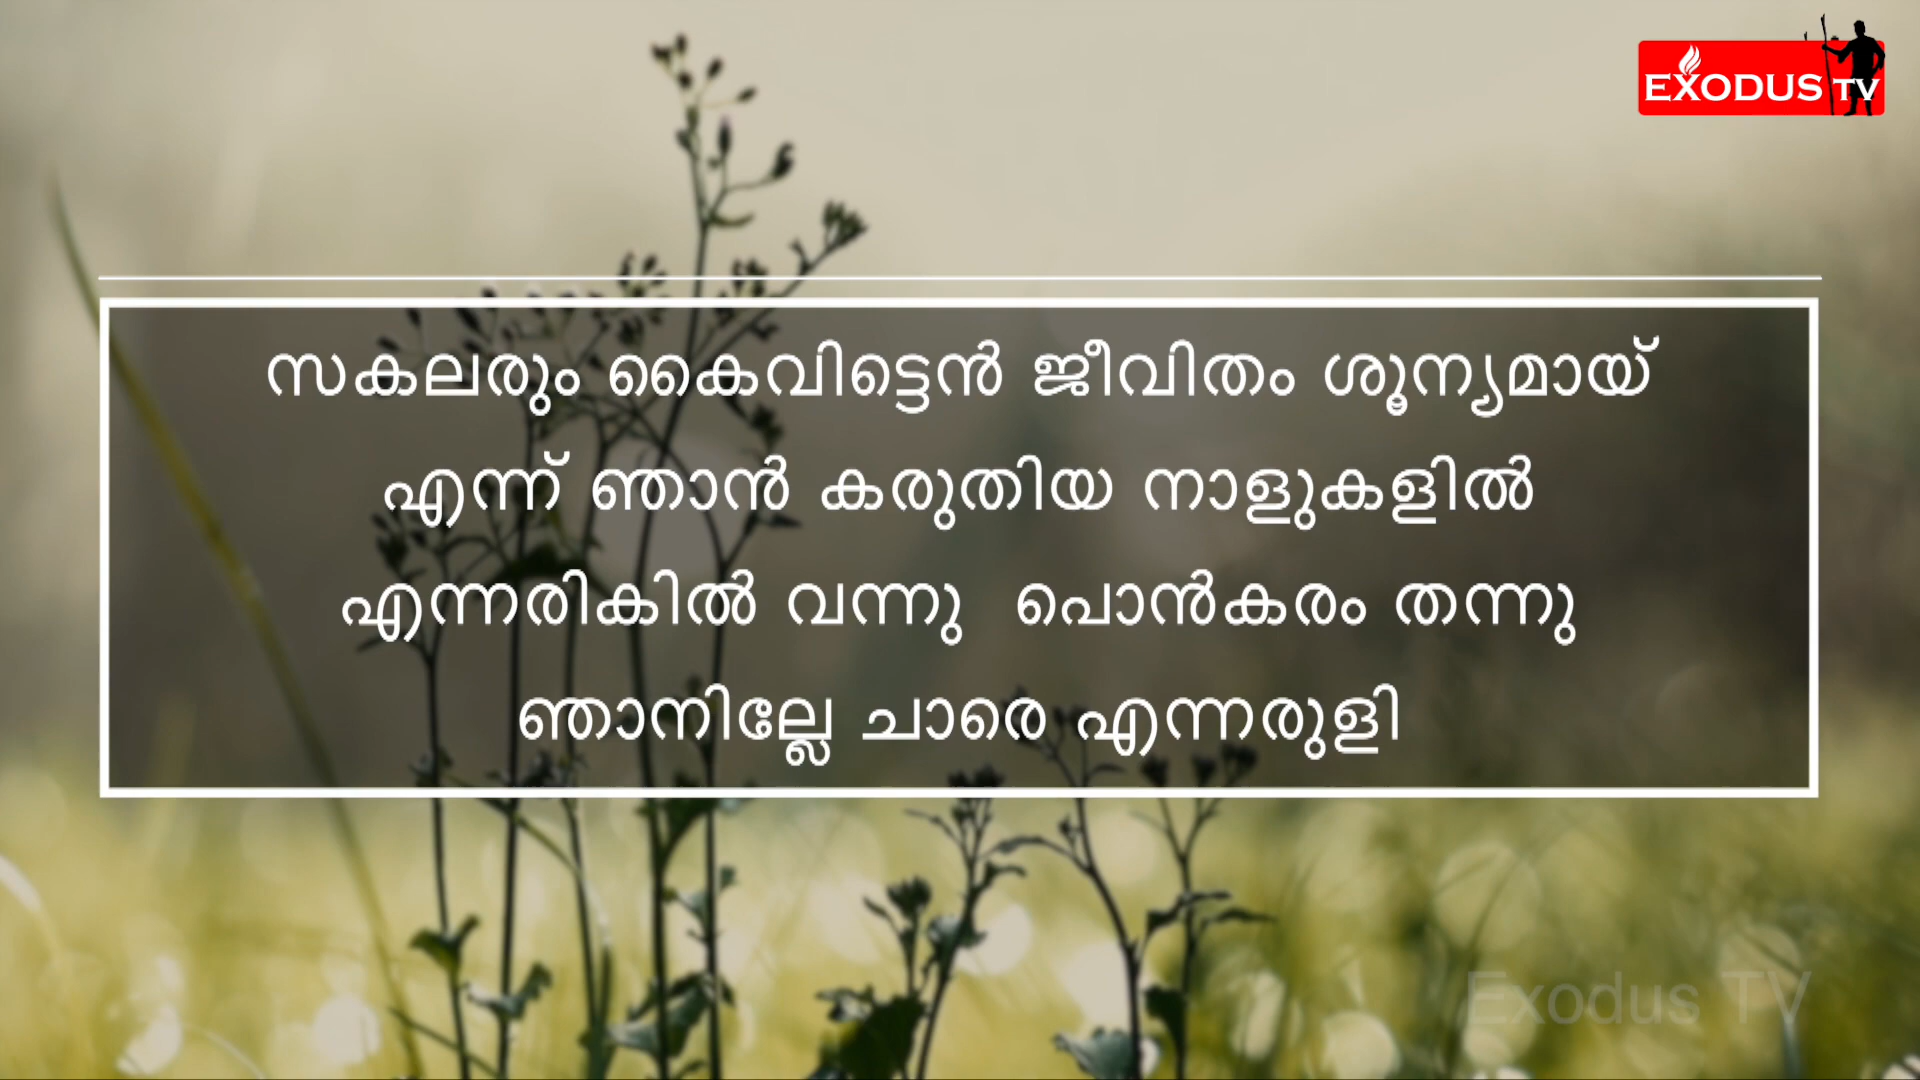 EXODUS TV
സകലരും കൈവിട്ടെൻ ജീവിതം ശൂന്യമായ്
എന്ന് ഞാൻ കരുതിയ നാളുകളിൽ
എന്നരികിൽ വന്നു പൊൻകരം തന്നു
ഞാനില്ലേ ചാരെ എന്നരുളി
Exodus TV